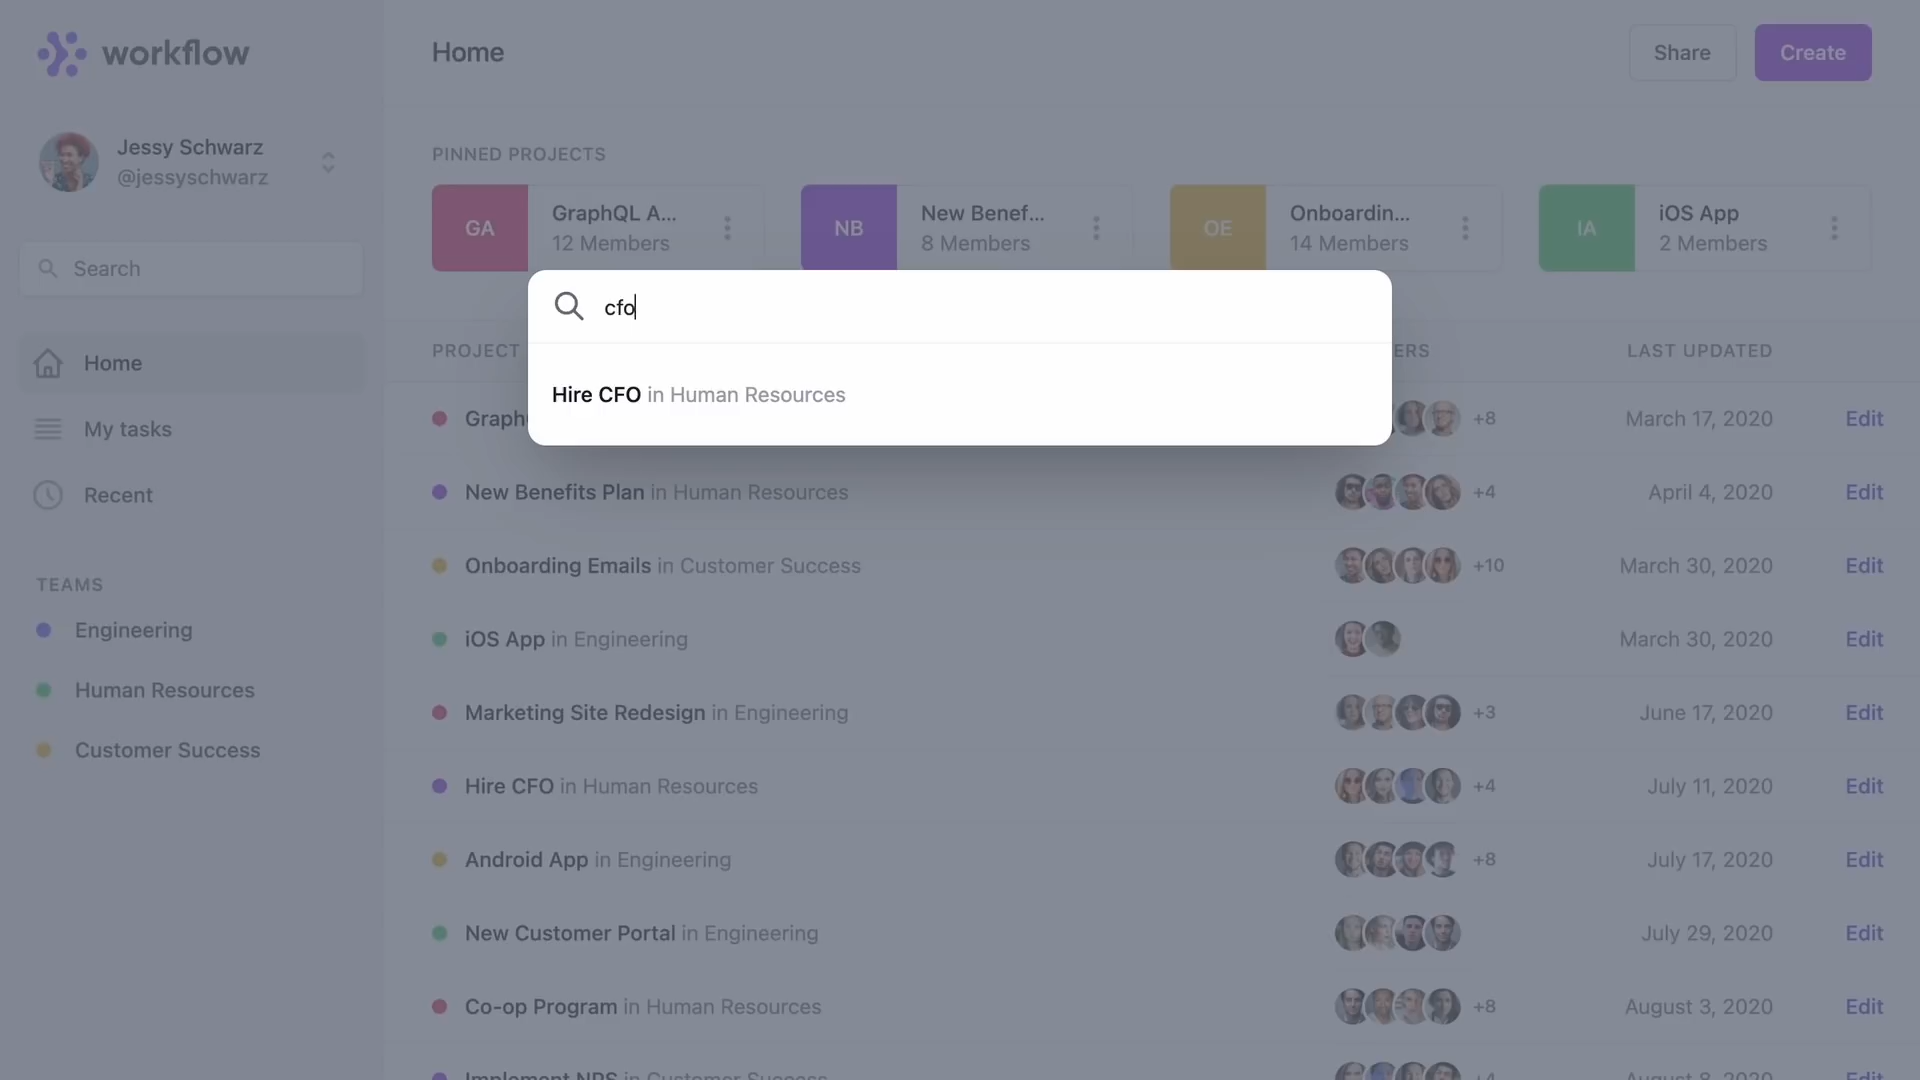 workflow
Home
Share
Create
Jessy Schwarz
@jessyschwarz
Search
Home
My tasks
Recent
TEAMS
Engineering
Human Resources
Customer Success
PINNED PROJECTS
GA
GraphQL A...
12 Members
NB
New Benef...
8 Members
OE
Onboardin...
14 Members
IA
iOS App
2 Members
cfo
Hire CFO in Human Resources
PROJECT ERS LAST UPDATED
Graph +8 March 17, 2020 Edit
New Benefits Plan in Human Resources +4 April 4, 2020 Edit
Onboarding Emails in Customer Success +10 March 30, 2020 Edit
iOS App in Engineering March 30, 2020 Edit
Marketing Site Redesign in Engineering +3 June 17, 2020 Edit
Hire CFO in Human Resources +4 July 11, 2020 Edit
Android App in Engineering +8 July 17, 2020 Edit
New Customer Portal in Engineering July 29, 2020 Edit
Co-op Program in Human Resources +8 August 3, 2020 Edit
Implement NPS in Customer Success +4 August 8, 2020 Edit